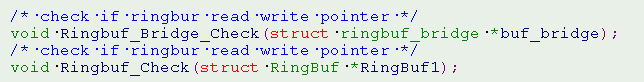 /* check if ringbur read write pointer */
void Ringbuf_Bridge_Check(struct ringbuf_bridge *buf_bridge);
/* check if ringbur read write pointer */
void Ringbuf_Check(struct RingBuf *RingBuf1);